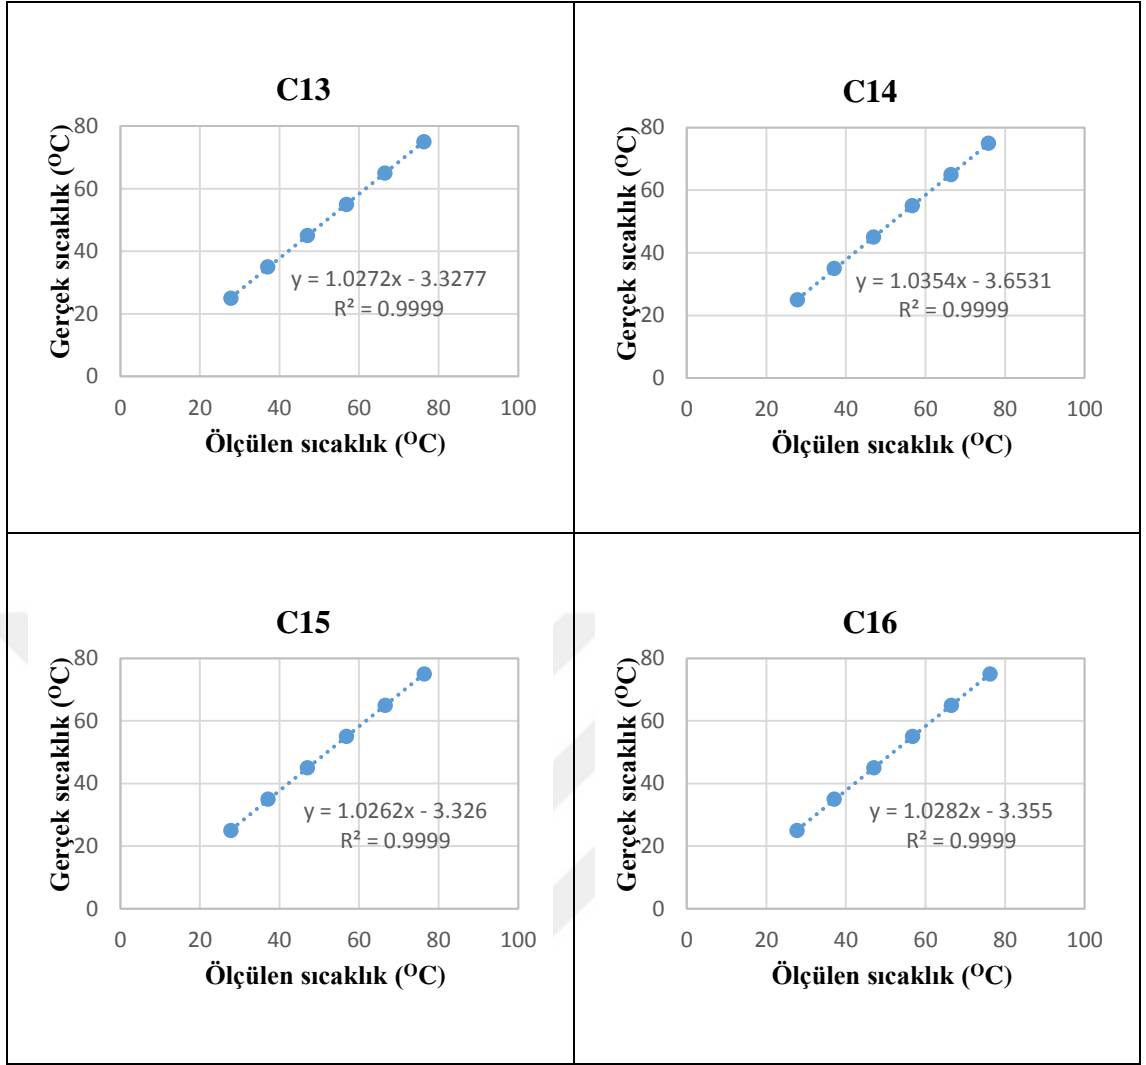 C13
Gerçek sıcaklık (ᴼC)
80
60
40
20
0
y = 1.0272x - 3.3277
R² = 0.9999
0 20 40 60 80 100
Ölçülen sıcaklık (ᴼC)
C14
Gerçek sıcaklık (ᴼC)
80
60
40
20
0
y = 1.0354x - 3.6531
R² = 0.9999
0 20 40 60 80 100
Ölçülen sıcaklık (ᴼC)
C15
Gerçek sıcaklık (ᴼC)
80
60
40
20
0
y = 1.0262x - 3.326
R² = 0.9999
0 20 40 60 80 100
Ölçülen sıcaklık (ᴼC)
C16
Gerçek sıcaklık (ᴼC)
80
60
40
20
0
y = 1.0282x - 3.355
R² = 0.9999
0 20 40 60 80 100
Ölçülen sıcaklık (ᴼC)